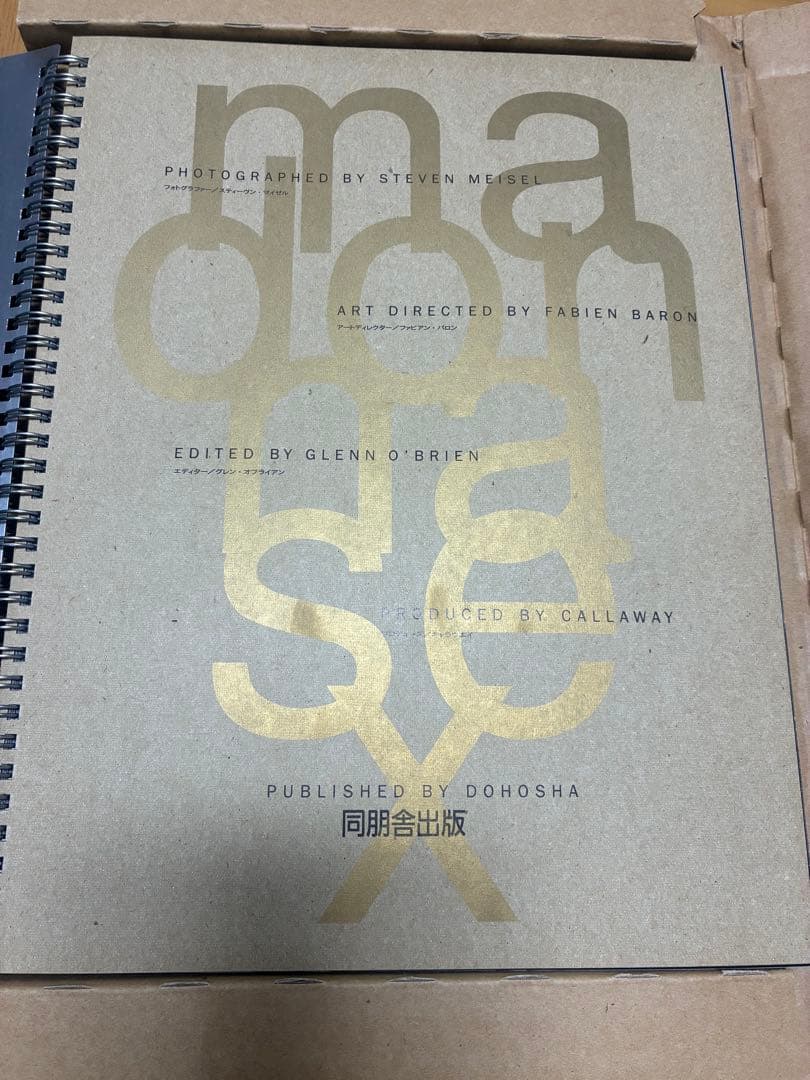 ma
PHOTOGRAPHED BY STEVEN MEISEL
フォトグラファー／スティーヴン・マイゼル
don
ART DIRECTED BY FABIEN BARON
アートディレクター／ファビアン・バロン
na
EDITED BY GLENN O'BRIEN
エディター／グレン・オブライアン
se
PRODUCED BY CALLAWAY
x
PUBLISHED BY DOHOSHA
同朋舎出版